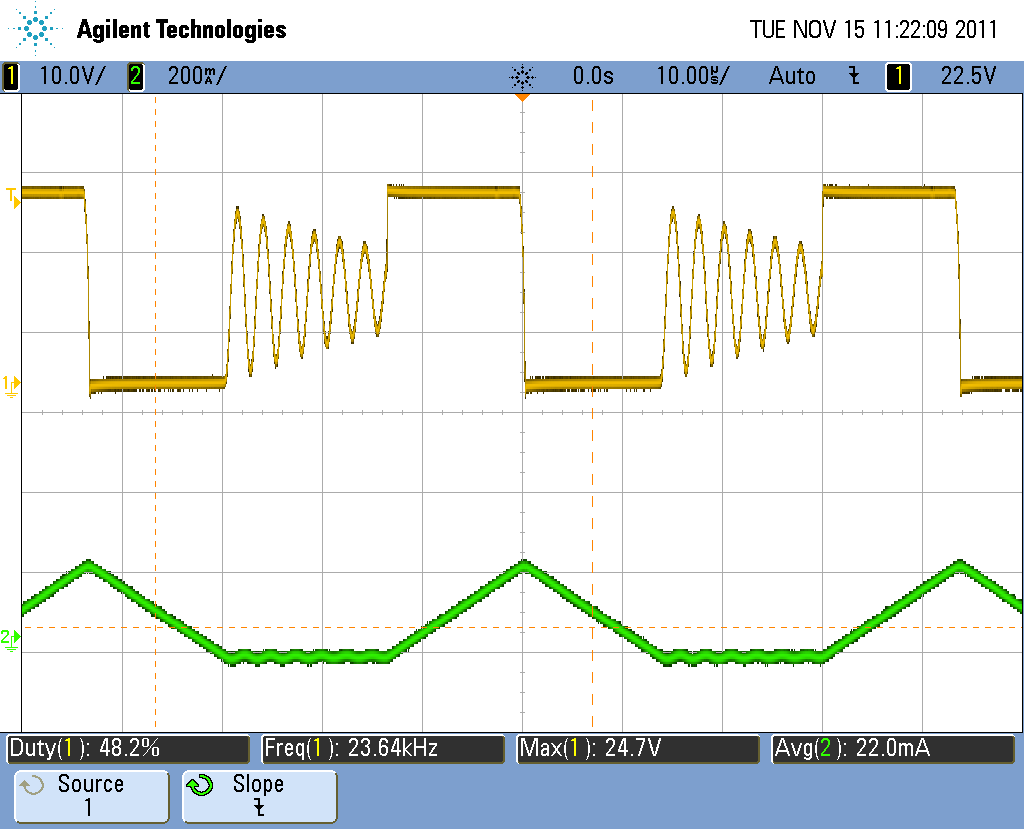 Agilent Technologies TUE NOV 15 11:22:09 2011
1 10.0V/ 2 200mA/ 0.0s 10.00µs/ Auto 1 22.5V
T
1
2
Duty(1): 48.2% Freq(1): 23.64kHz Max(1): 24.7V Avg(2): 22.0mA
Source Slope
1